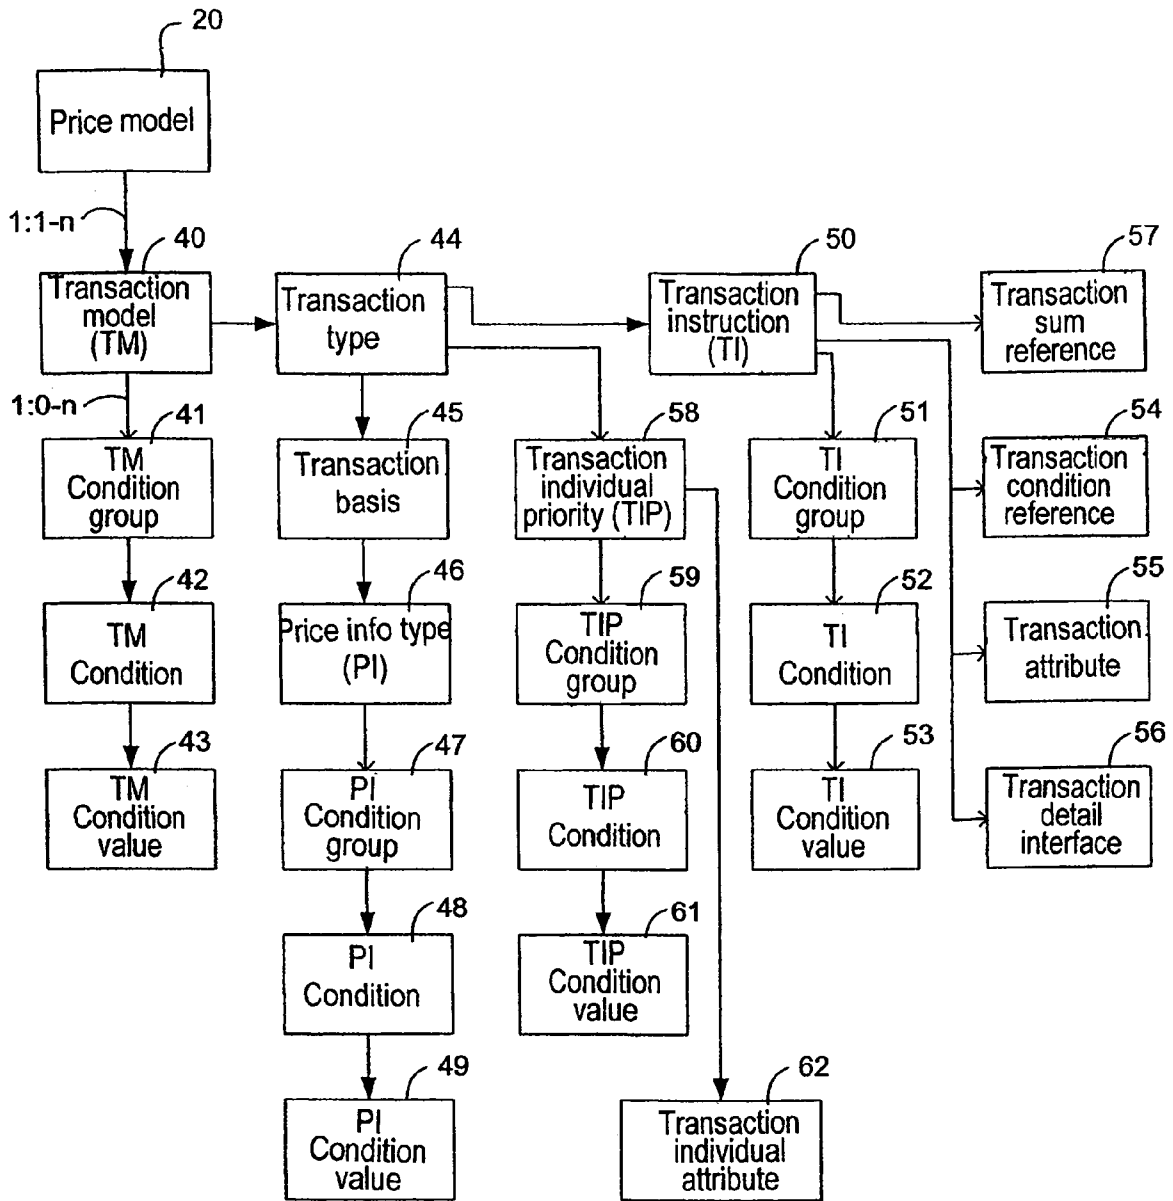 20
Price model
1:1-n
40
Transaction
model
(TM)
44
Transaction
type
50
Transaction
instruction
(TI)
57
Transaction
sum
reference
1:0-n
41
TM
Condition
group
45
Transaction
basis
58
Transaction
individual
priority (TIP)
51
TI
Condition
group
54
Transaction
condition
reference
42
TM
Condition
46
Price info type
(PI)
59
TIP
Condition
group
52
TI
Condition
55
Transaction
attribute
43
TM
Condition
value
47
PI
Condition
group
60
TIP
Condition
53
TI
Condition
value
56
Transaction
detail
interface
48
PI
Condition
61
TIP
Condition
value
49
PI
Condition
value
62
Transaction
individual
attribute